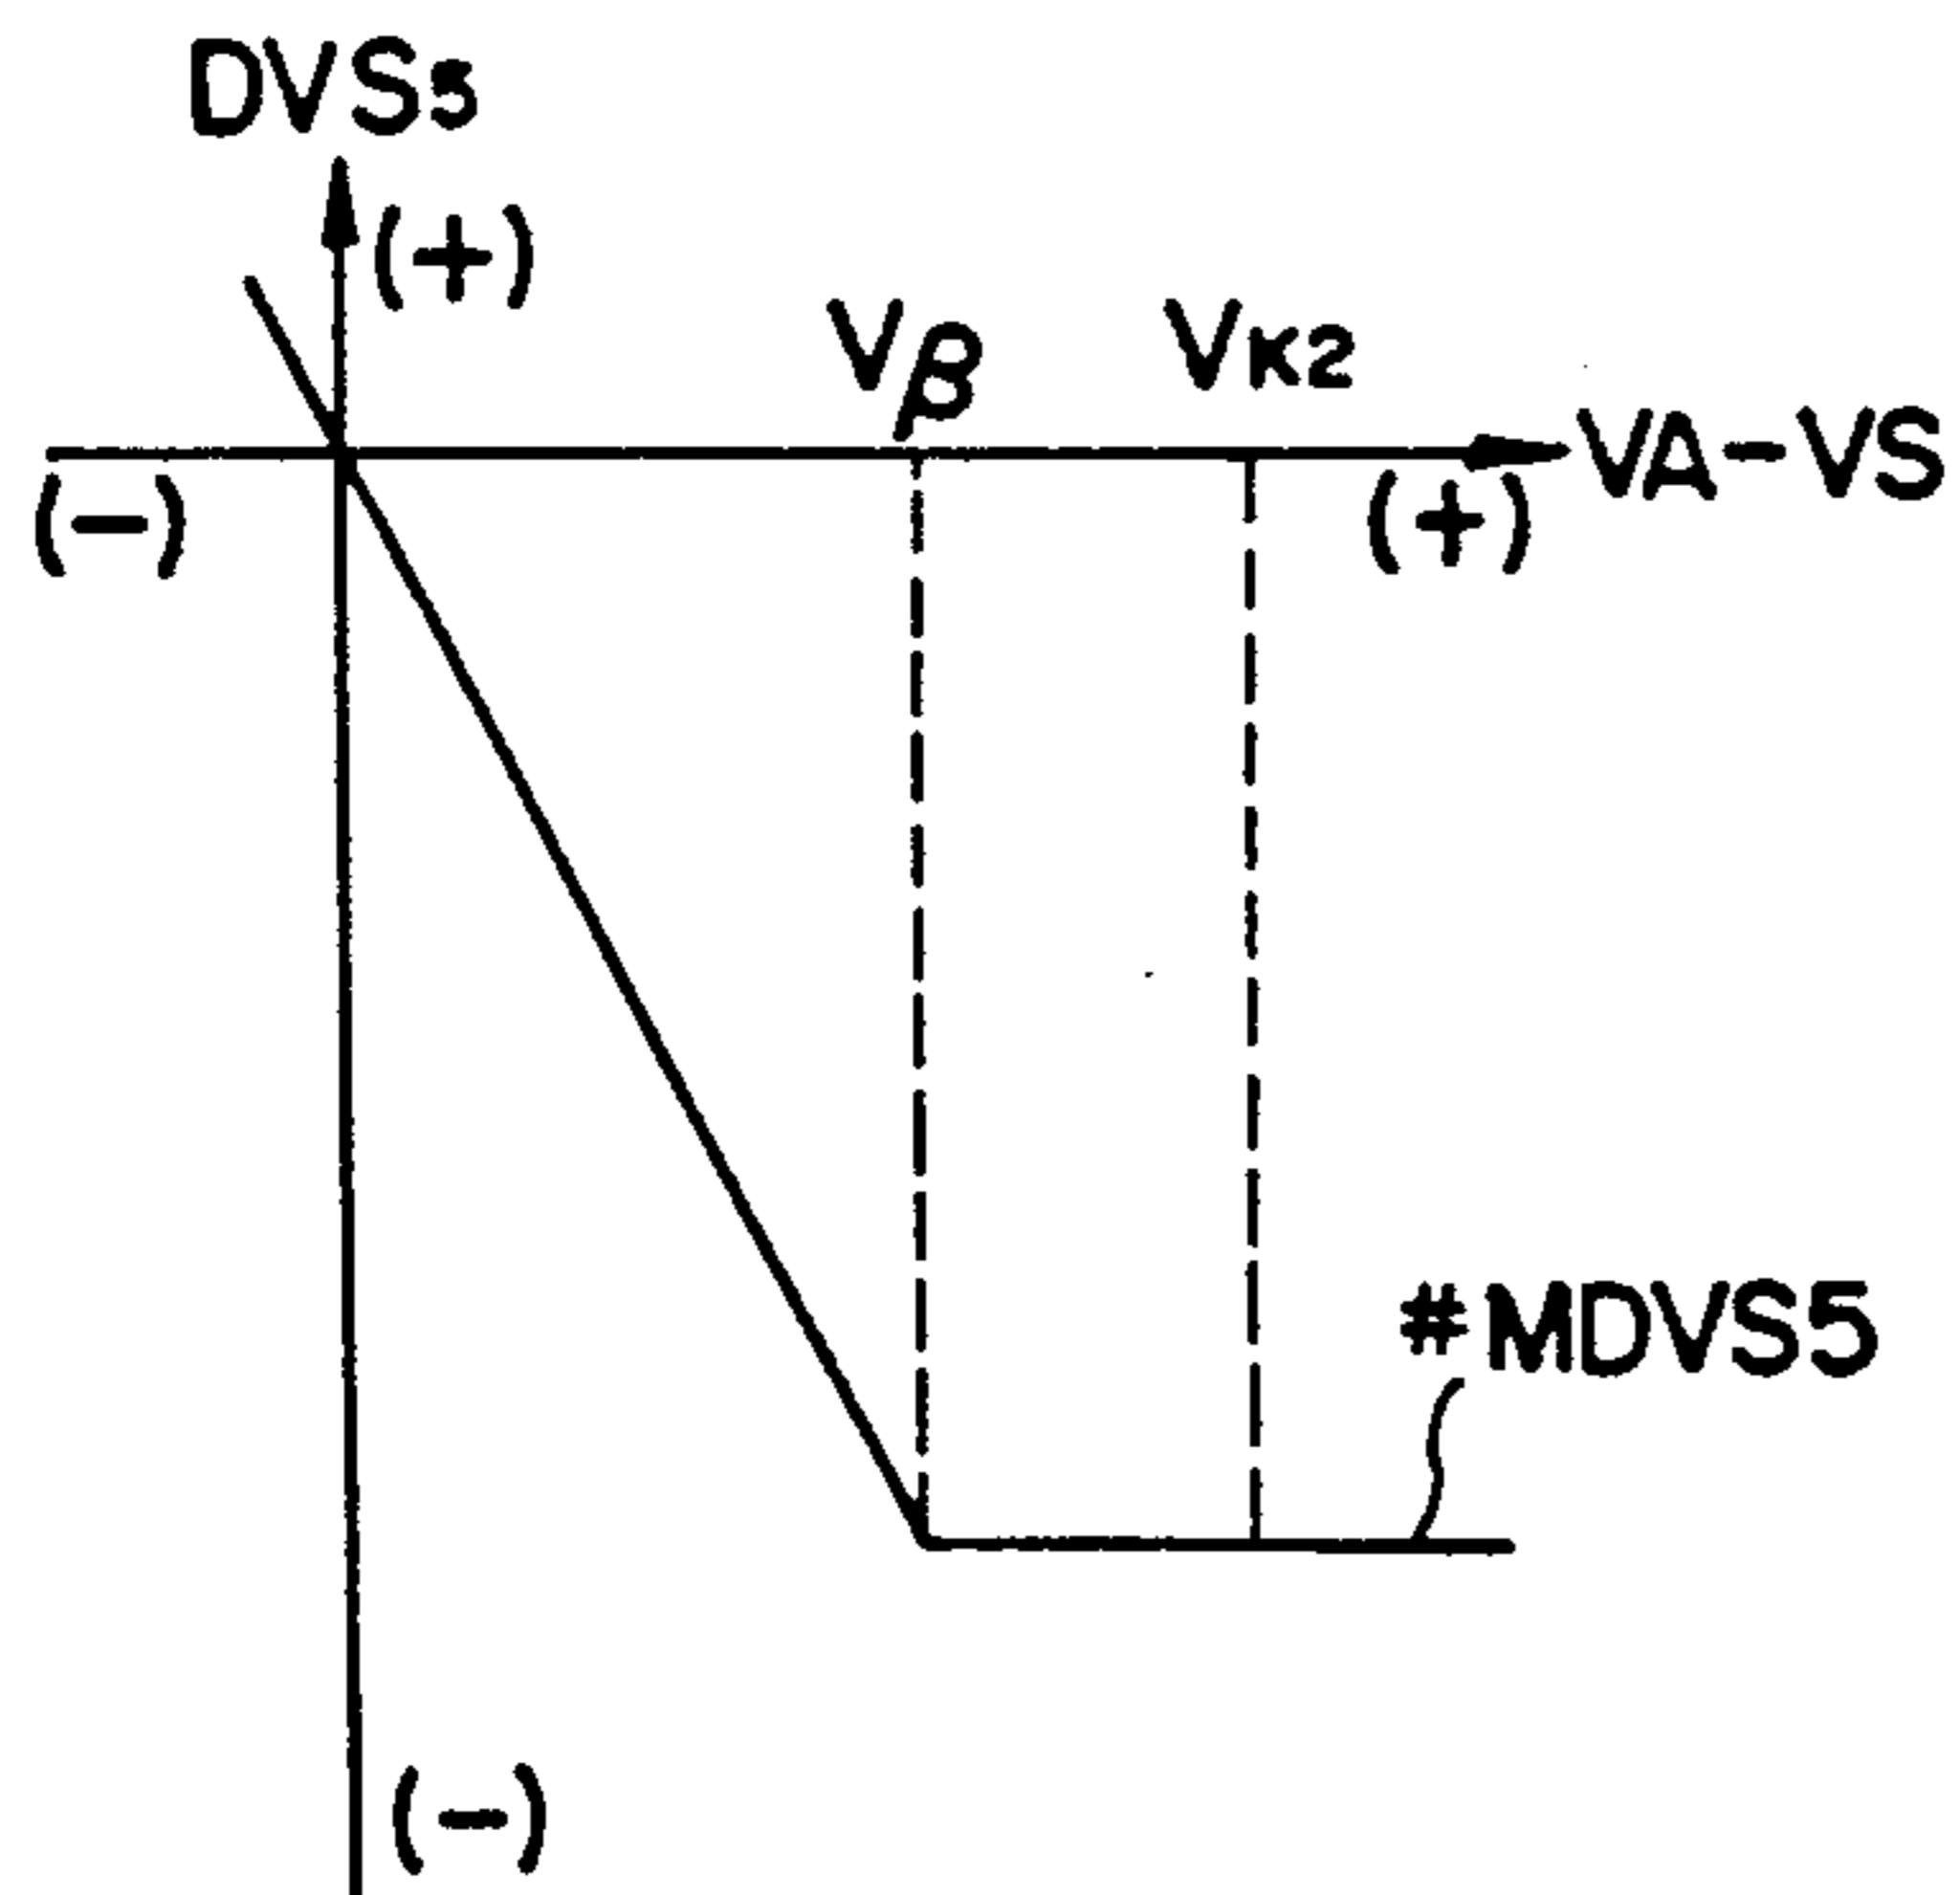 DVS5
(+)
Vβ
VK2
VA-VS
(-)
(+)
#MDVS5
(-)